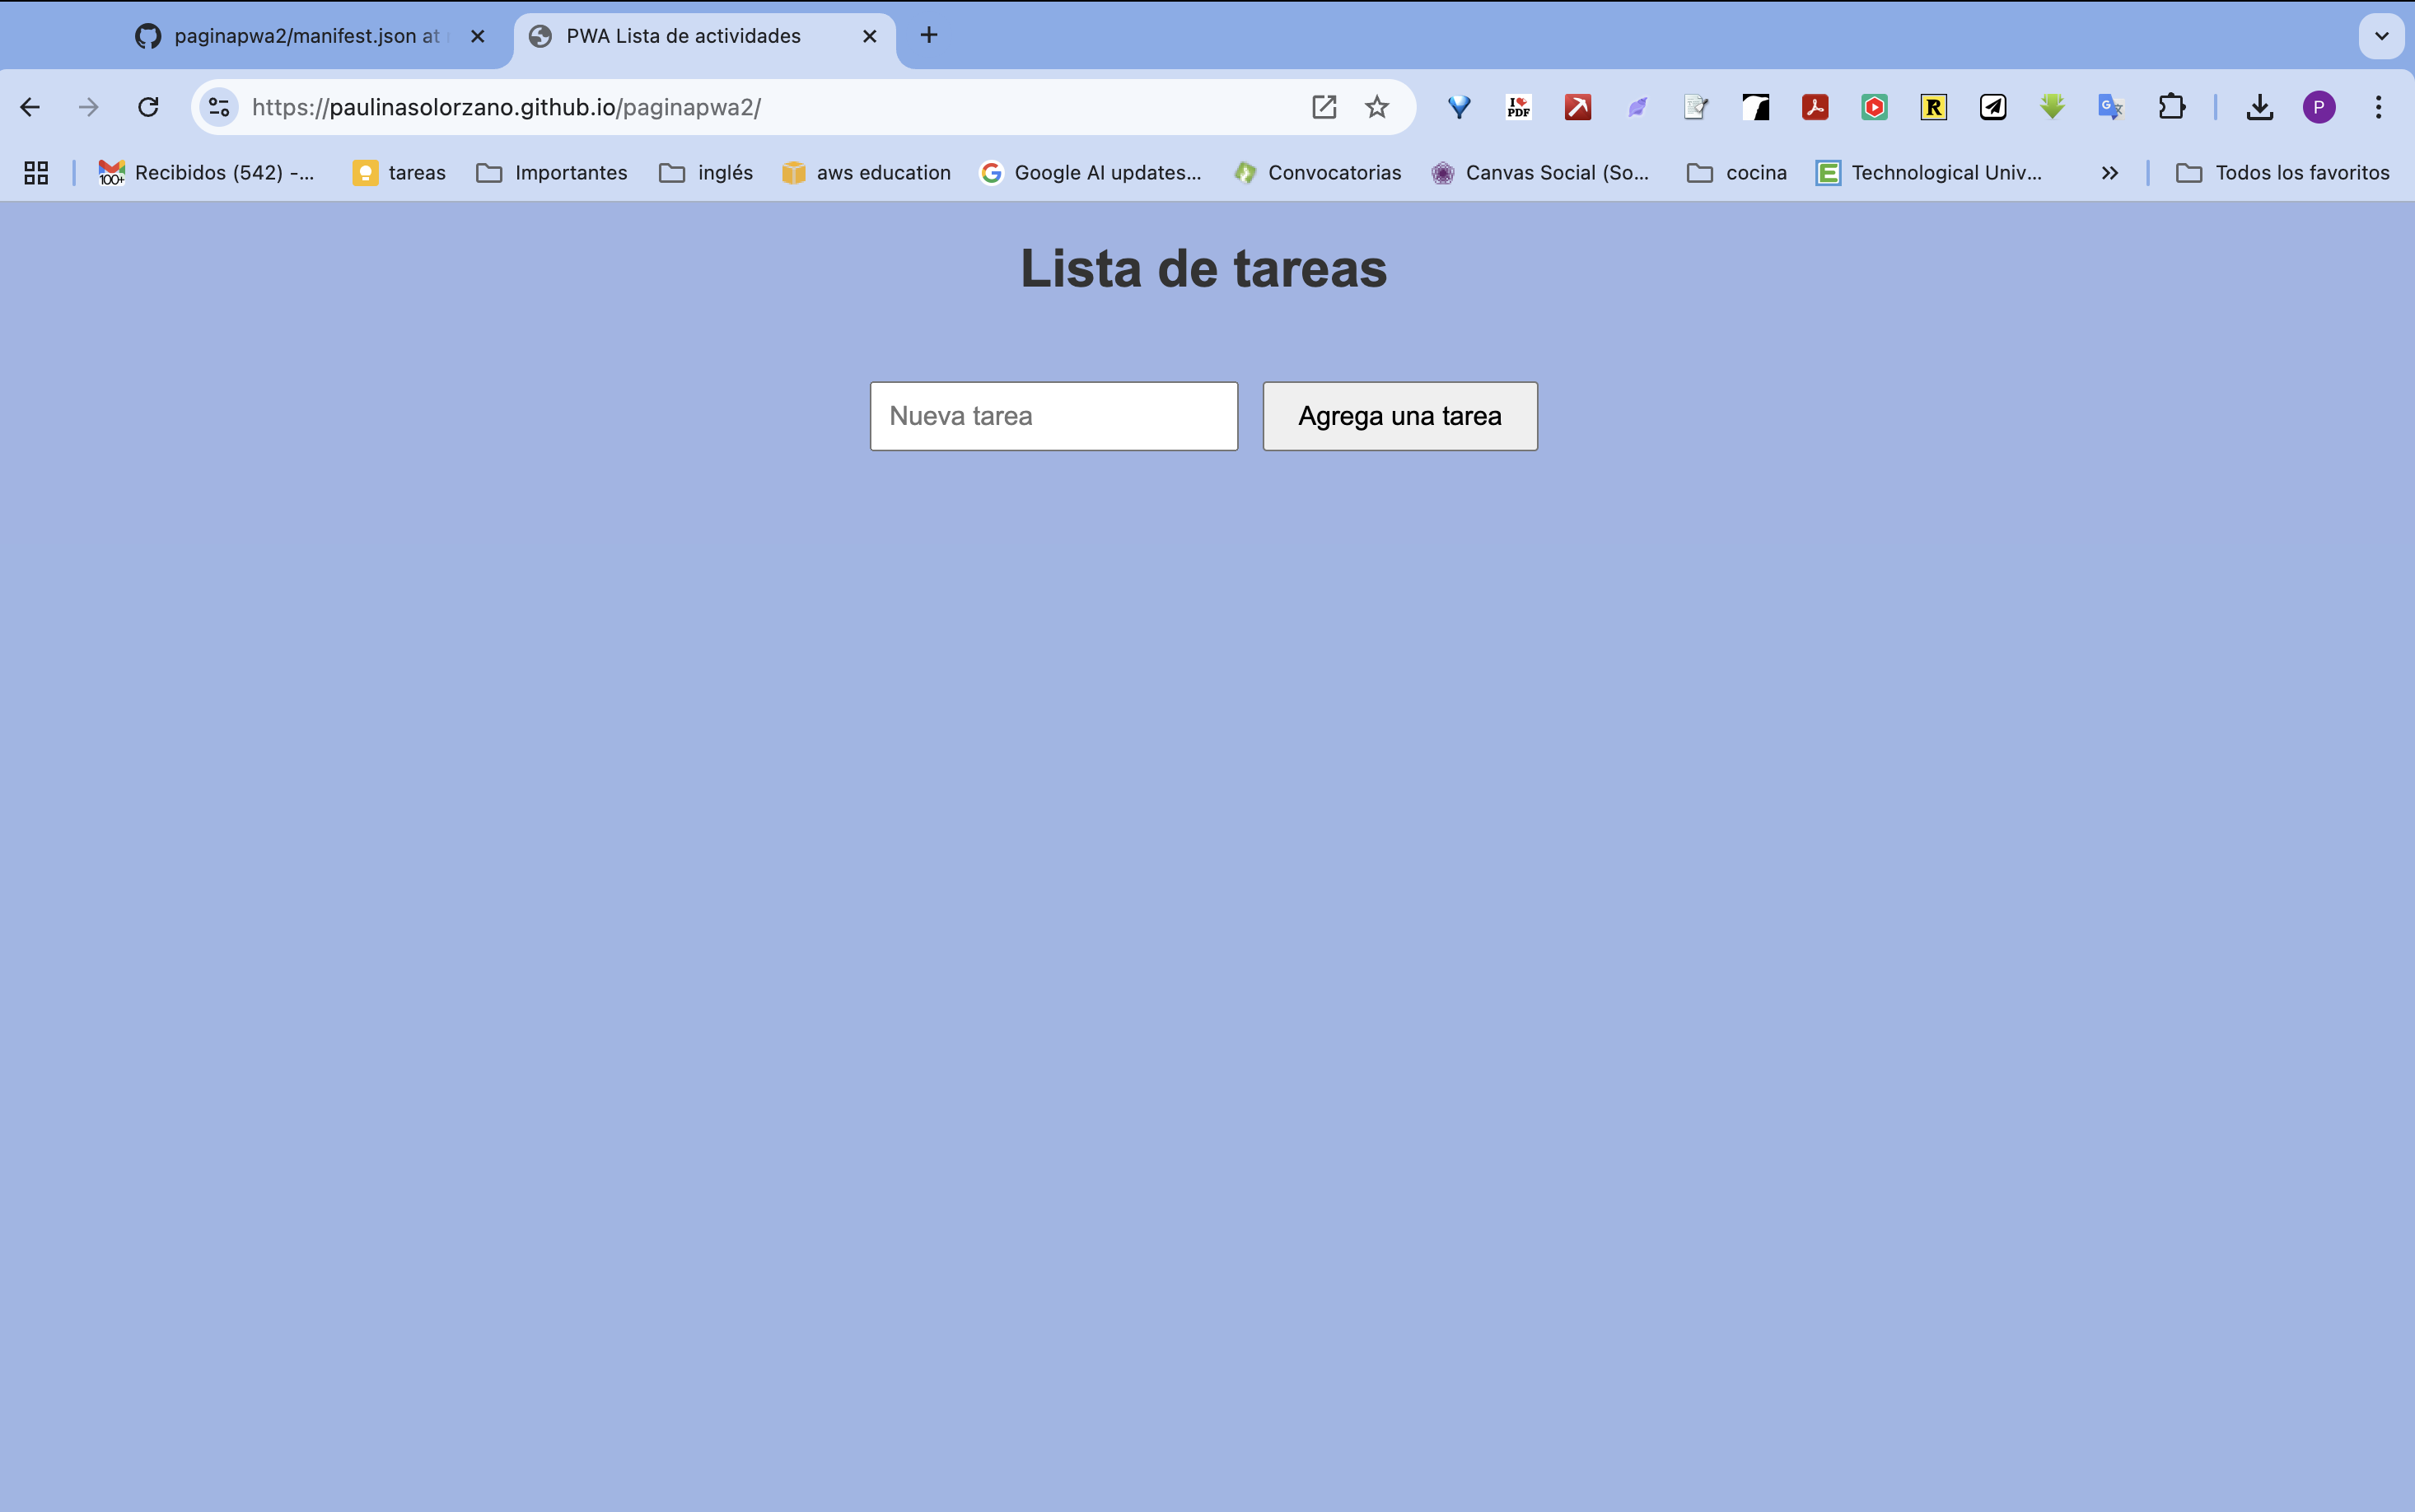 paginapwa2/manifest.json at
PWA Lista de actividades
https://paulinasolorzano.github.io/paginapwa2/
I PDF
R
G
P
100+
Recibidos (542) -...
tareas
Importantes
inglés
aws education
G
Google AI updates...
Convocatorias
Canvas Social (So...
cocina
E
Technological Univ...
Todos los favoritos
Lista de tareas
Nueva tarea
Agrega una tarea